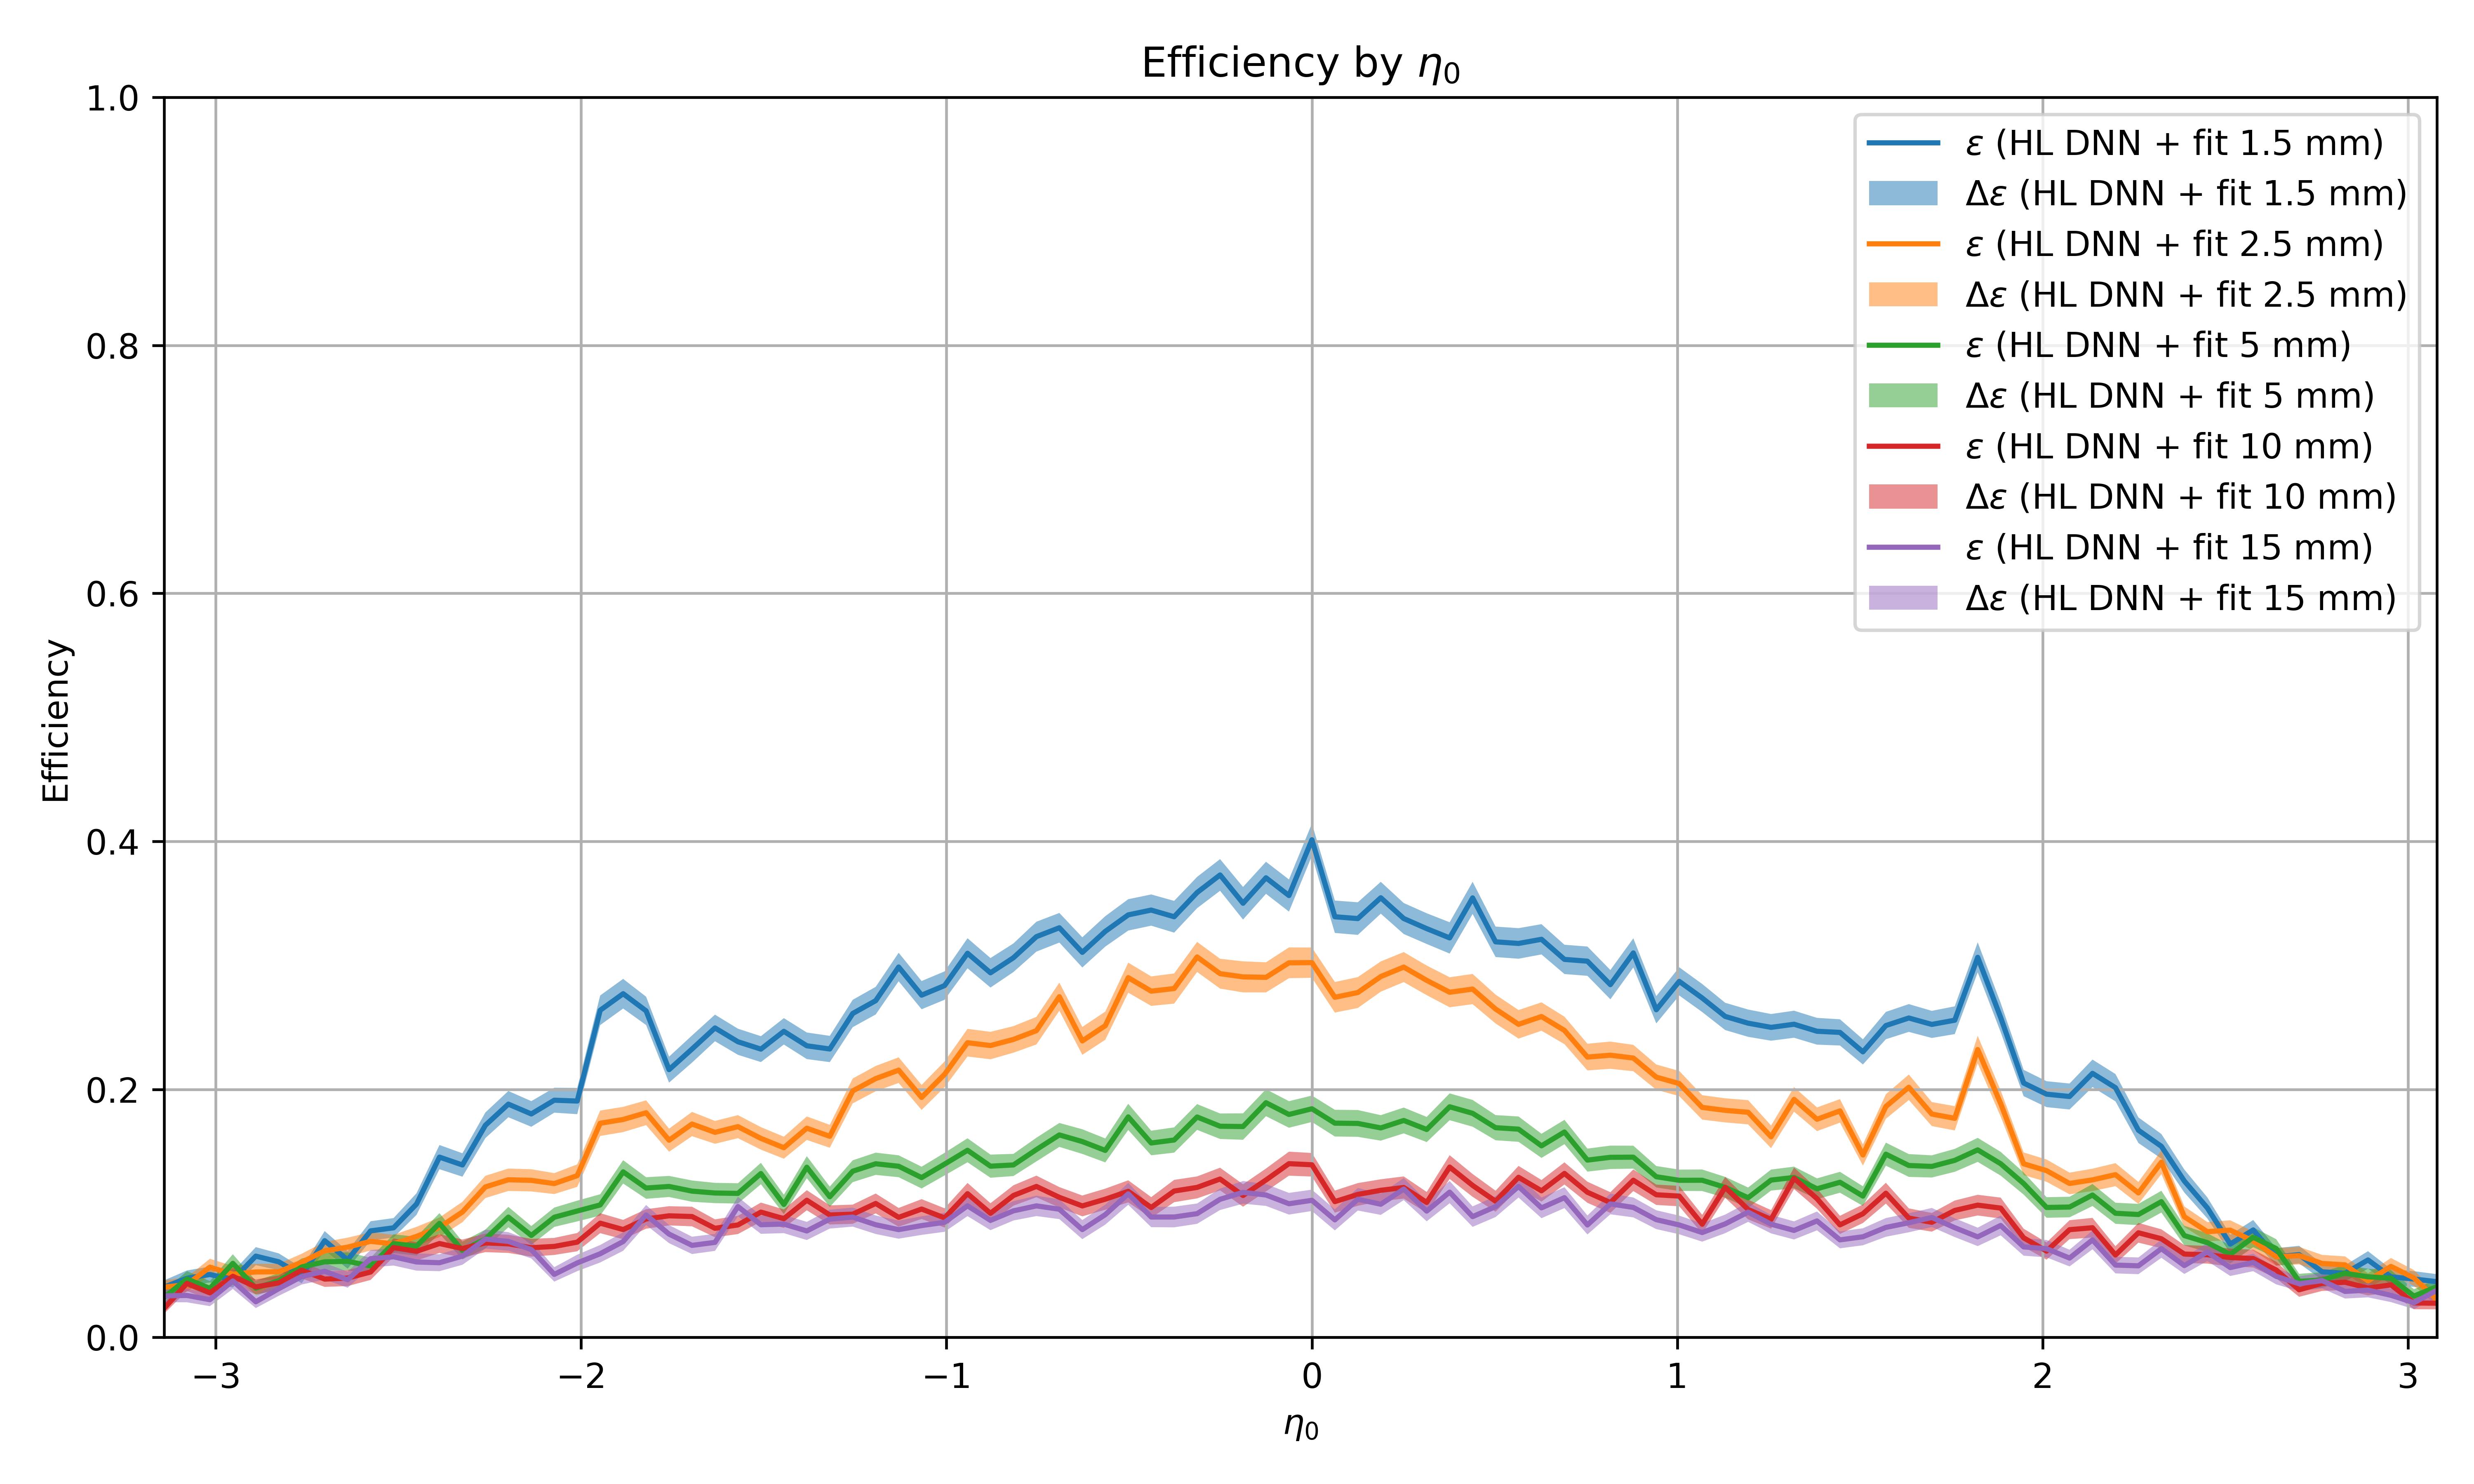 Efficiency by η₀
1.0
0.8
0.6
0.4
0.2
0.0
Efficiency
−3
−2
−1
0
1
2
3
η₀
ε (HL DNN + fit 1.5 mm)
Δε (HL DNN + fit 1.5 mm)
ε (HL DNN + fit 2.5 mm)
Δε (HL DNN + fit 2.5 mm)
ε (HL DNN + fit 5 mm)
Δε (HL DNN + fit 5 mm)
ε (HL DNN + fit 10 mm)
Δε (HL DNN + fit 10 mm)
ε (HL DNN + fit 15 mm)
Δε (HL DNN + fit 15 mm)